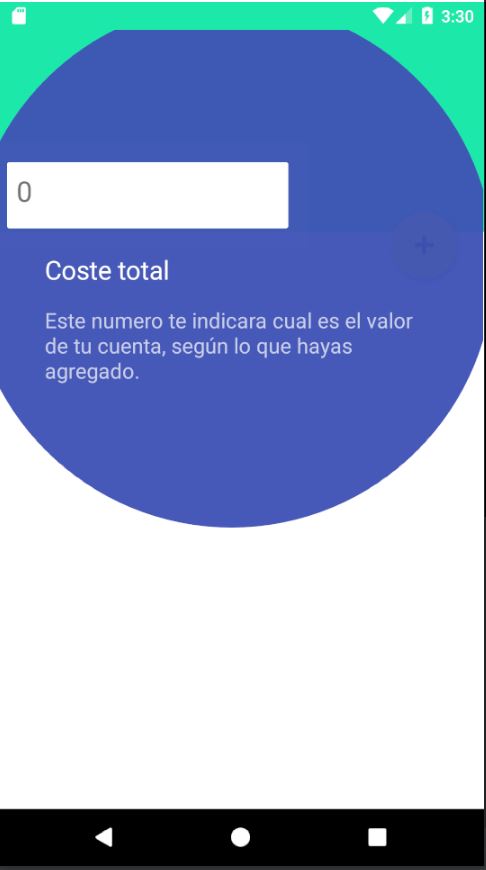 3:30
0
Coste total
Este numero te indicara cual es el valor
de tu cuenta, según lo que hayas
agregado.